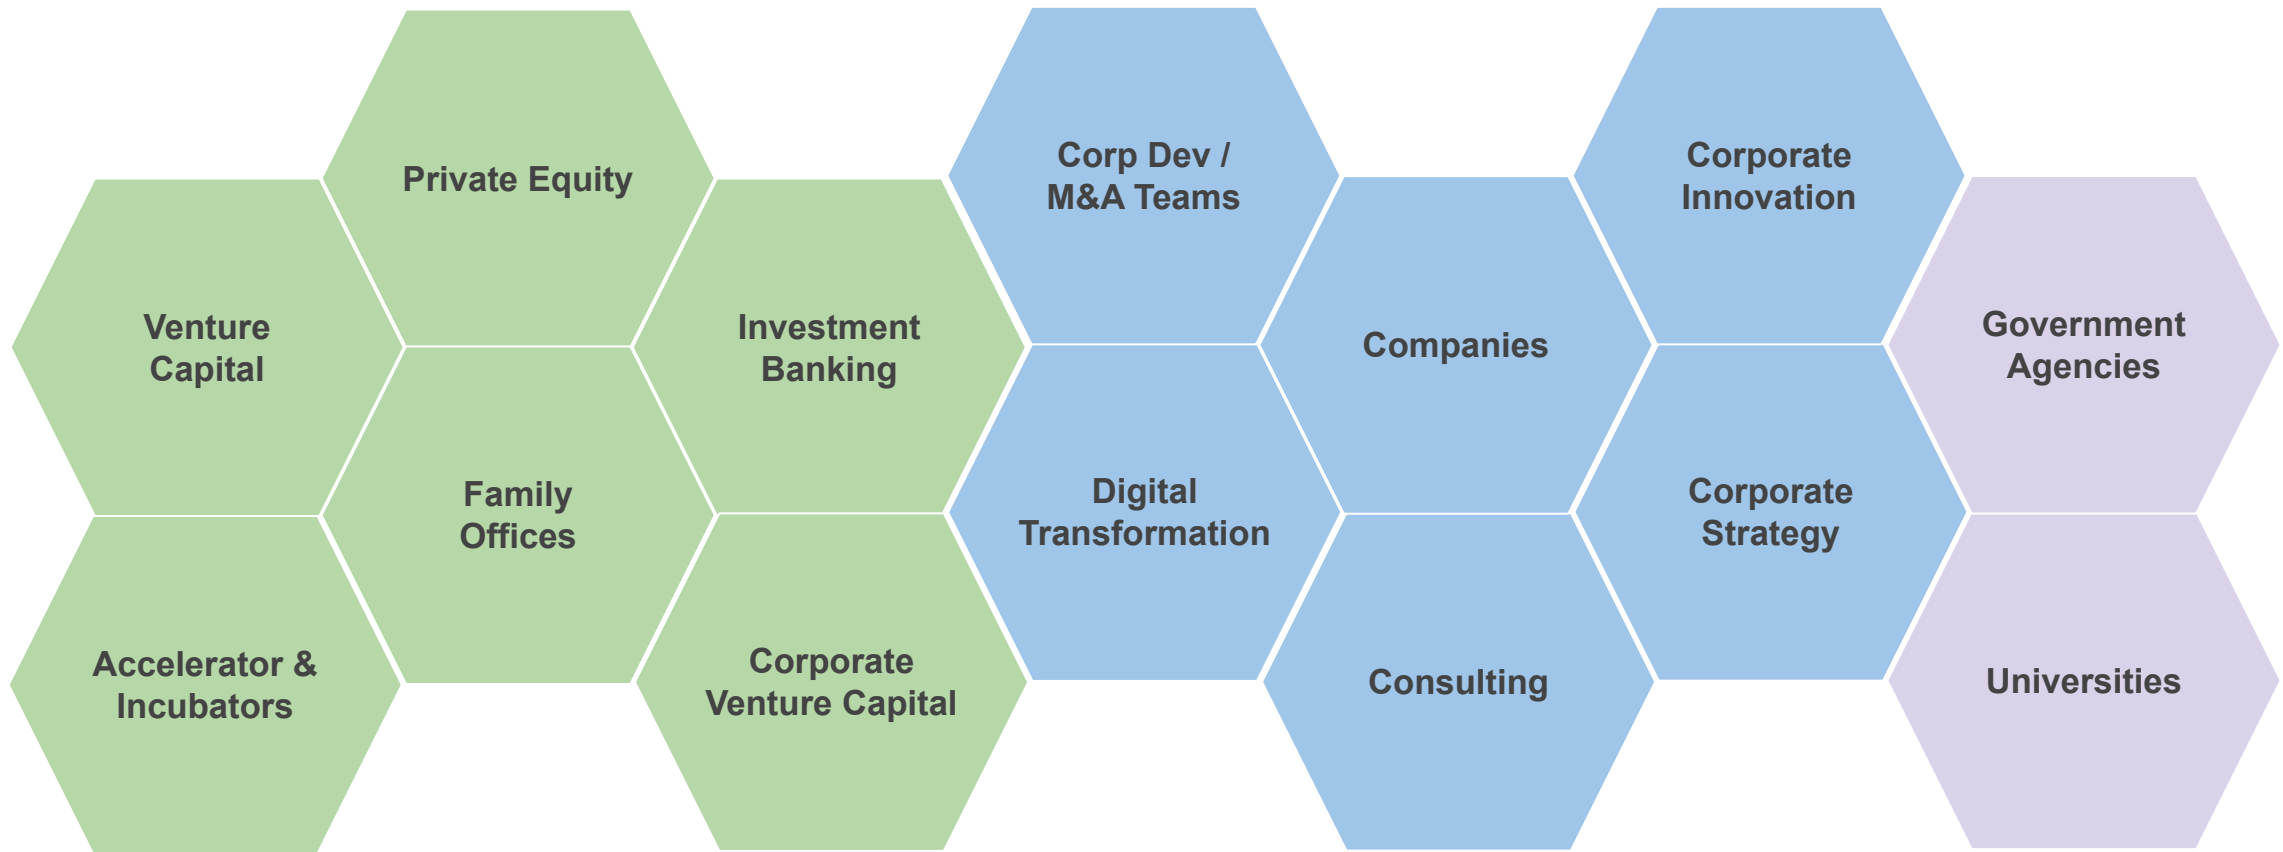 Private Equity
Venture
Capital
Investment
Banking
Family
Offices
Accelerator &
Incubators
Corporate
Venture Capital
Corp Dev /
M&A Teams
Companies
Digital
Transformation
Consulting
Corporate
Innovation
Corporate
Strategy
Government
Agencies
Universities